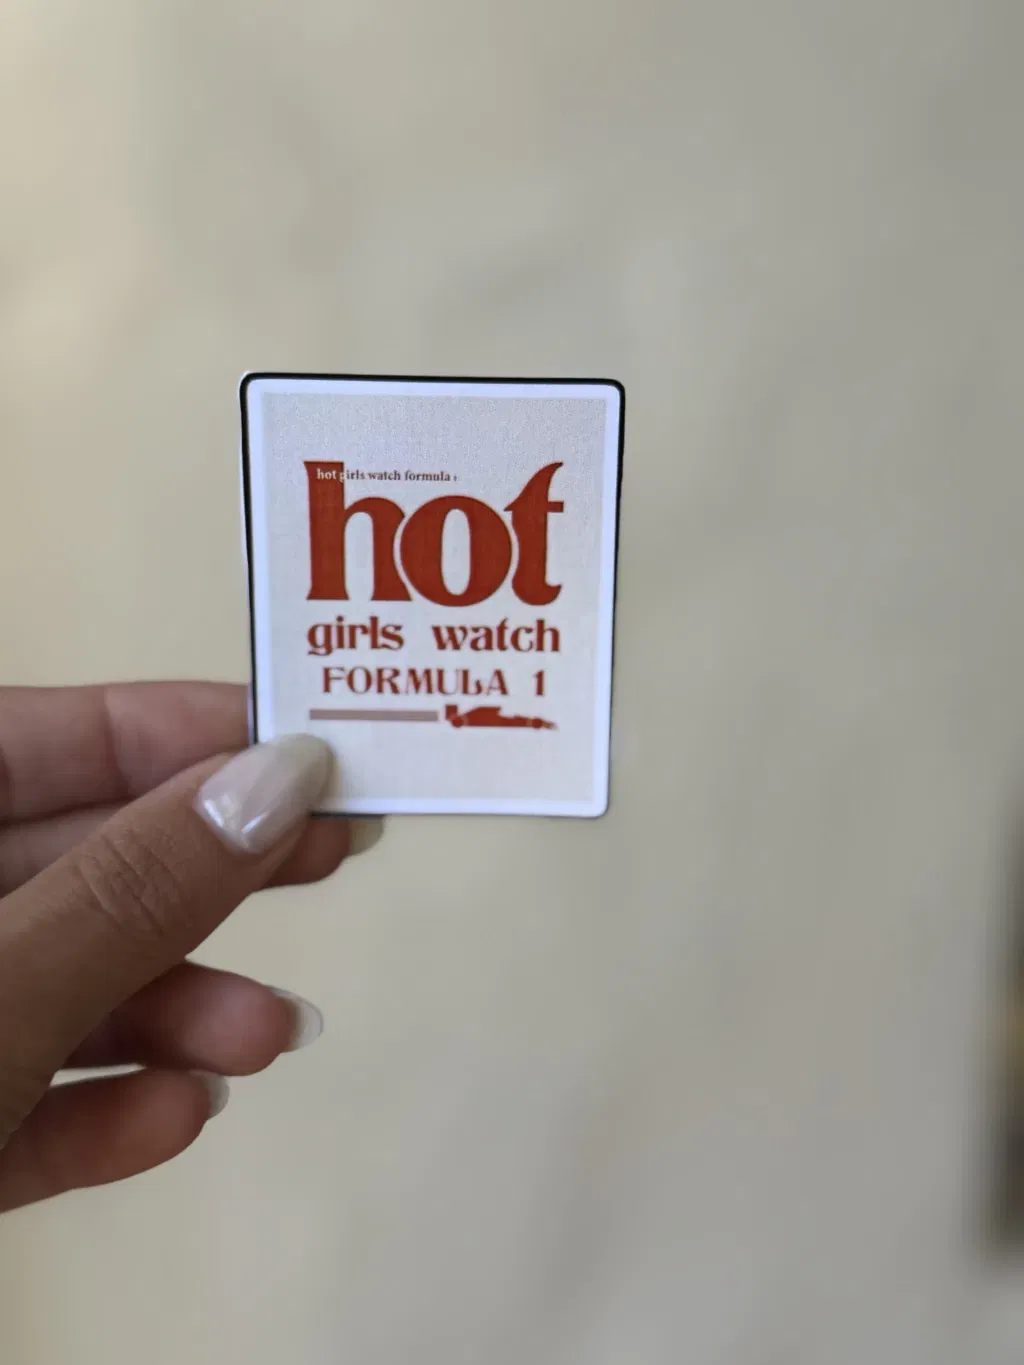 hot girls watch formula 1
hot
girls watch
FORMULA 1